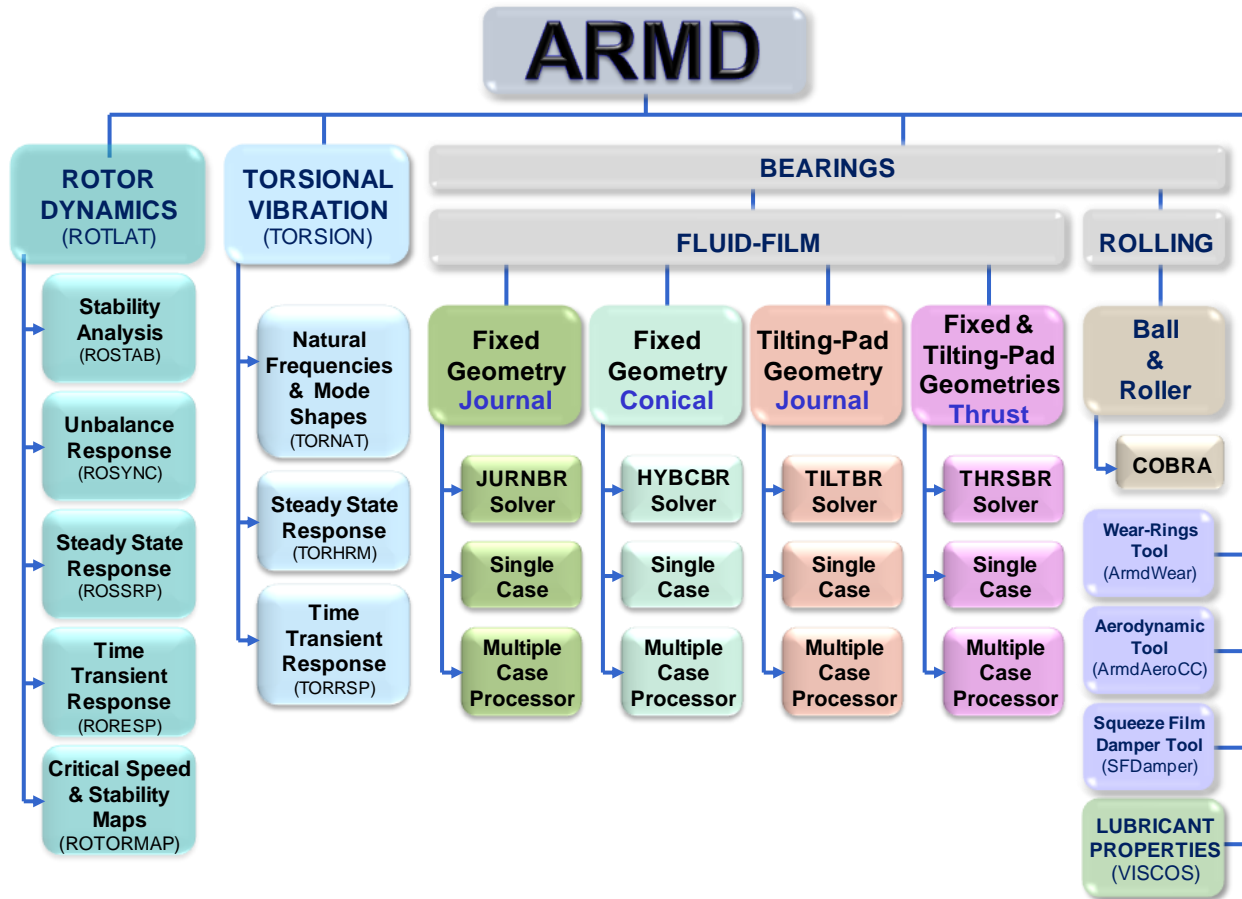 ARMD
ROTOR
DYNAMICS
(ROTLAT)
Stability
Analysis
(ROSTAB)
Unbalance
Response
(ROSYNC)
Steady State
Response
(ROSSRP)
Time
Transient
Response
(RORESP)
Critical Speed
& Stability
Maps
(ROTORMAP)
TORSIONAL
VIBRATION
(TORSION)
Natural
Frequencies
& Mode
Shapes
(TORNAT)
Steady State
Response
(TORHRM)
Time
Transient
Response
(TORRSP)
BEARINGS
FLUID-FILM
Fixed
Geometry
Journal
JURNBR
Solver
Single
Case
Multiple
Case
Processor
Fixed
Geometry
Conical
HYBCBR
Solver
Single
Case
Multiple
Case
Processor
Tilting-Pad
Geometry
Journal
TILTBR
Solver
Single
Case
Multiple
Case
Processor
Fixed &
Tilting-Pad
Geometries
Thrust
THRSBR
Solver
Single
Case
Multiple
Case
Processor
ROLLING
Ball
&
Roller
COBRA
Wear-Rings
Tool
(ArmdWear)
Aerodynamic
Tool
(ArmdAeroCC)
Squeeze Film
Damper Tool
(SFDamper)
LUBRICANT
PROPERTIES
(VISCOS)